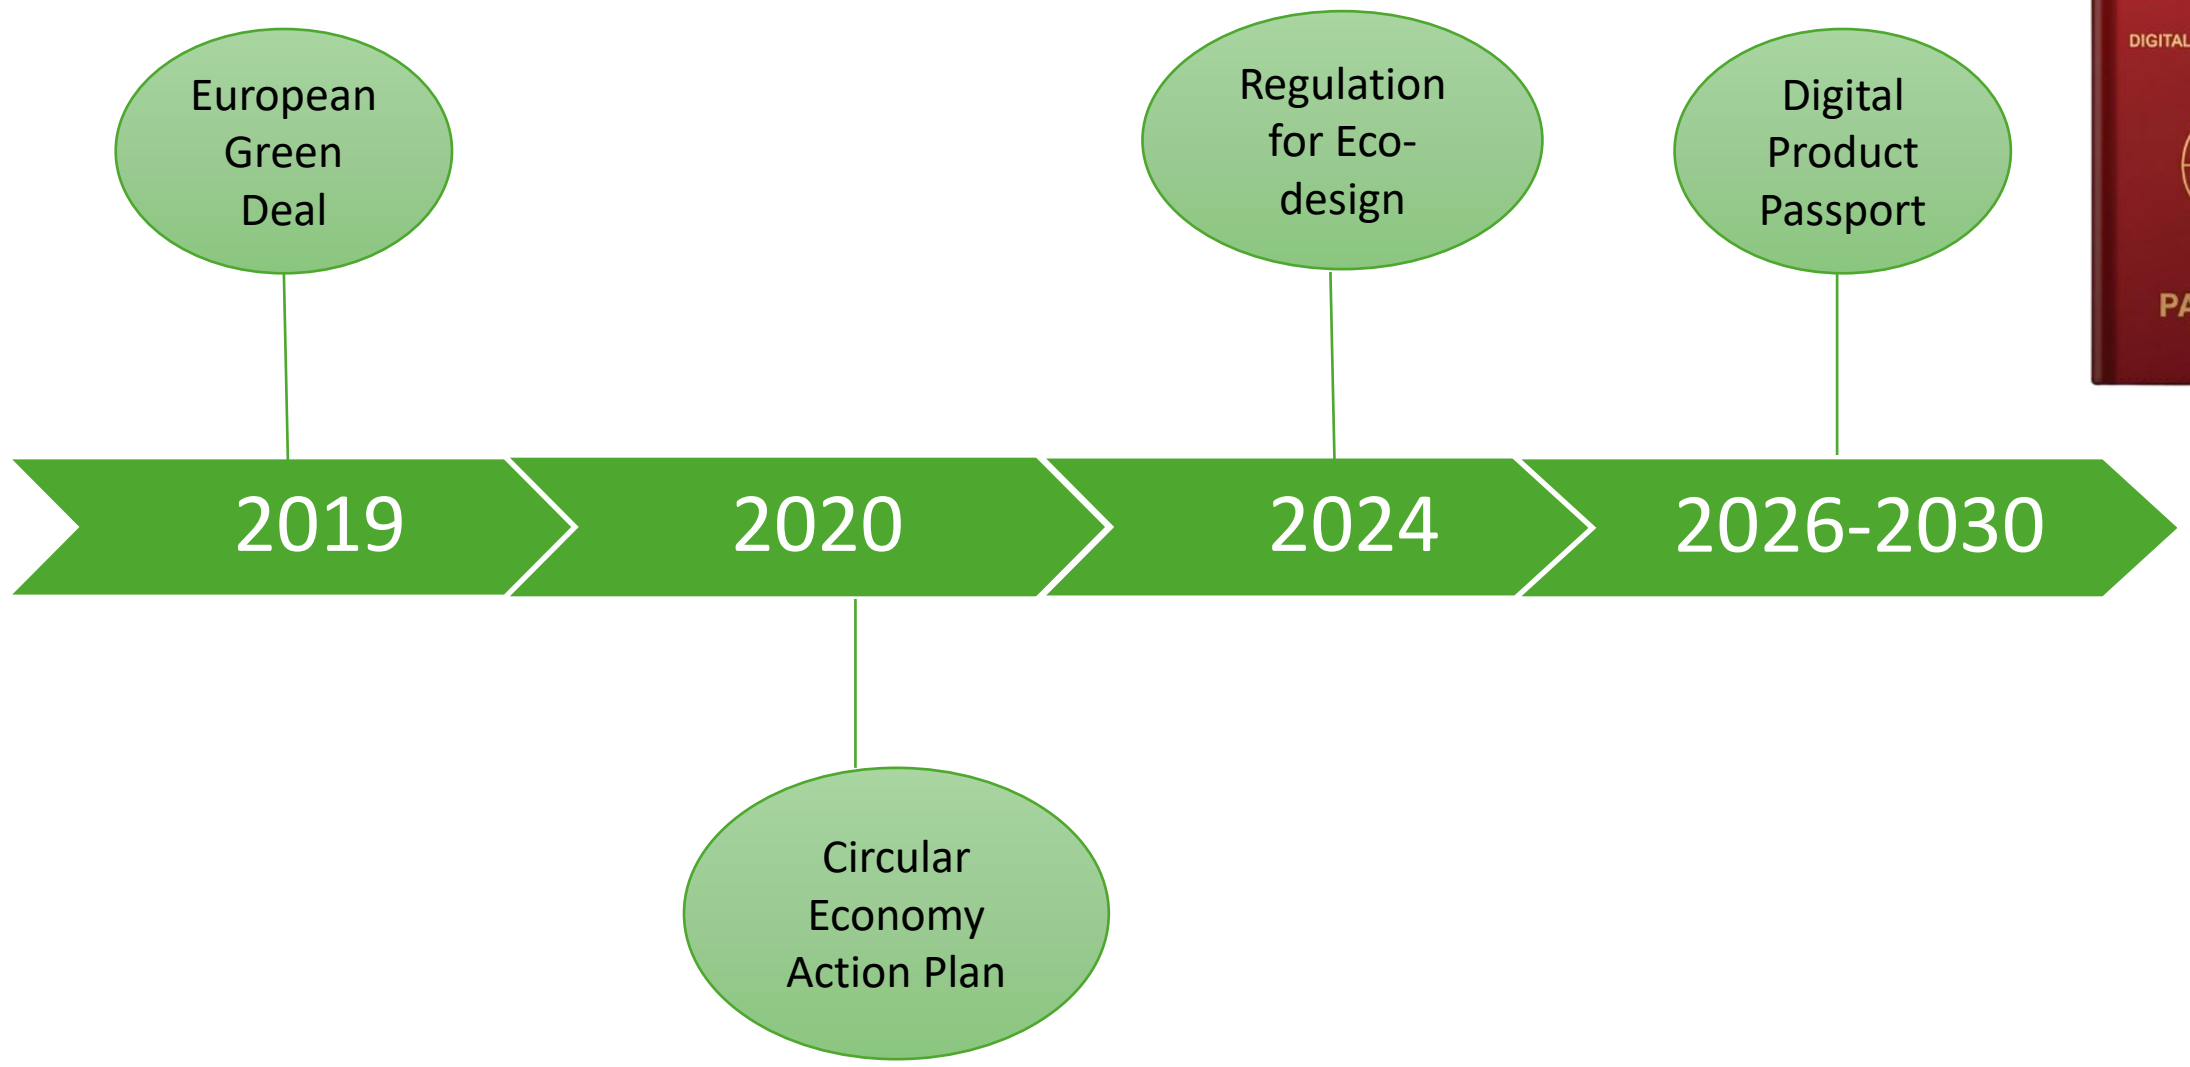 European
Green
Deal
Regulation
for Eco-
design
Digital
Product
Passport
DIGITAL
2019
2020
2024
2026-2030
Circular
Economy
Action Plan